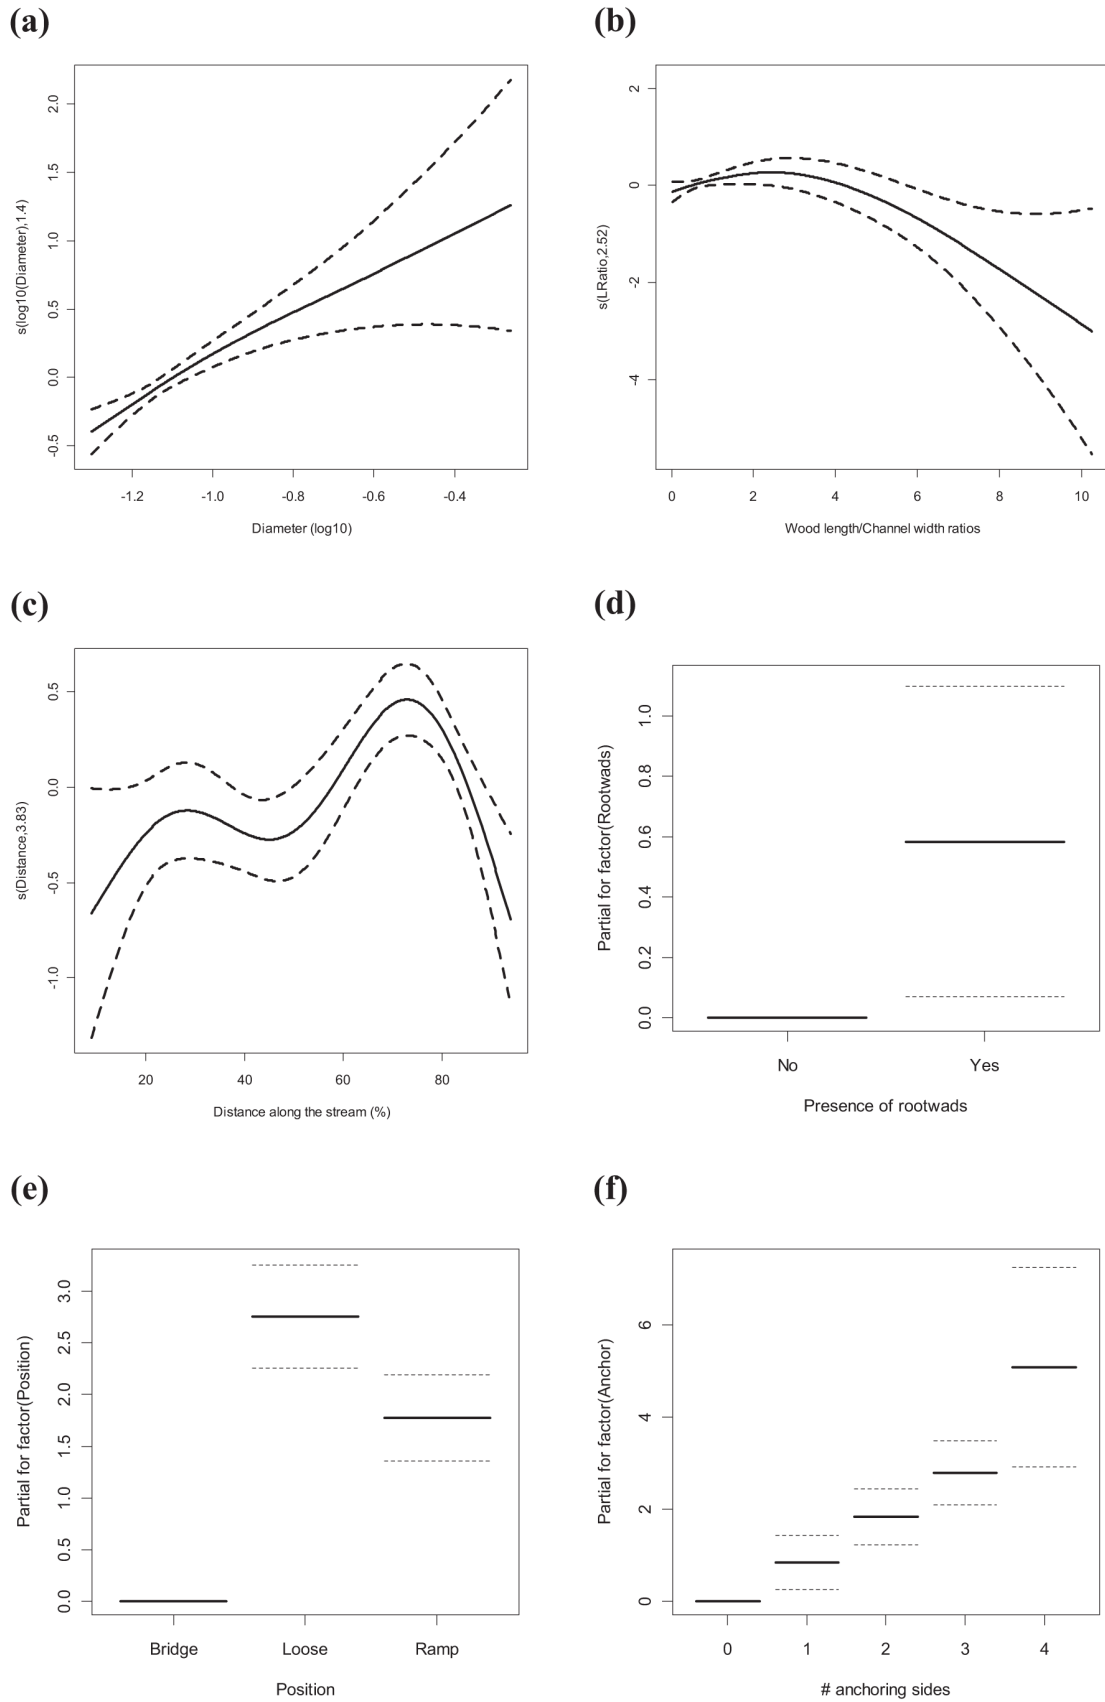 (a)
s(log10(Diameter),1.4)
2.0
1.5
1.0
0.5
0.0
-0.5
-1.2 -1.0 -0.8 -0.6 -0.4
Diameter (log10)
(b)
s(LRatio,2.52)
2
0
-2
-4
0 2 4 6 8 10
Wood length/Channel width ratios
(c)
s(Distance,3.83)
0.5
0.0
-0.5
-1.0
20 40 60 80
Distance along the stream (%)
(d)
Partial for factor(Rootwads)
1.0
0.8
0.6
0.4
0.2
0.0
No Yes
Presence of rootwads
(e)
Partial for factor(Position)
3.0
2.5
2.0
1.5
1.0
0.5
0.0
Bridge Loose Ramp
Position
(f)
Partial for factor(Anchor)
6
4
2
0
0 1 2 3 4
# anchoring sides